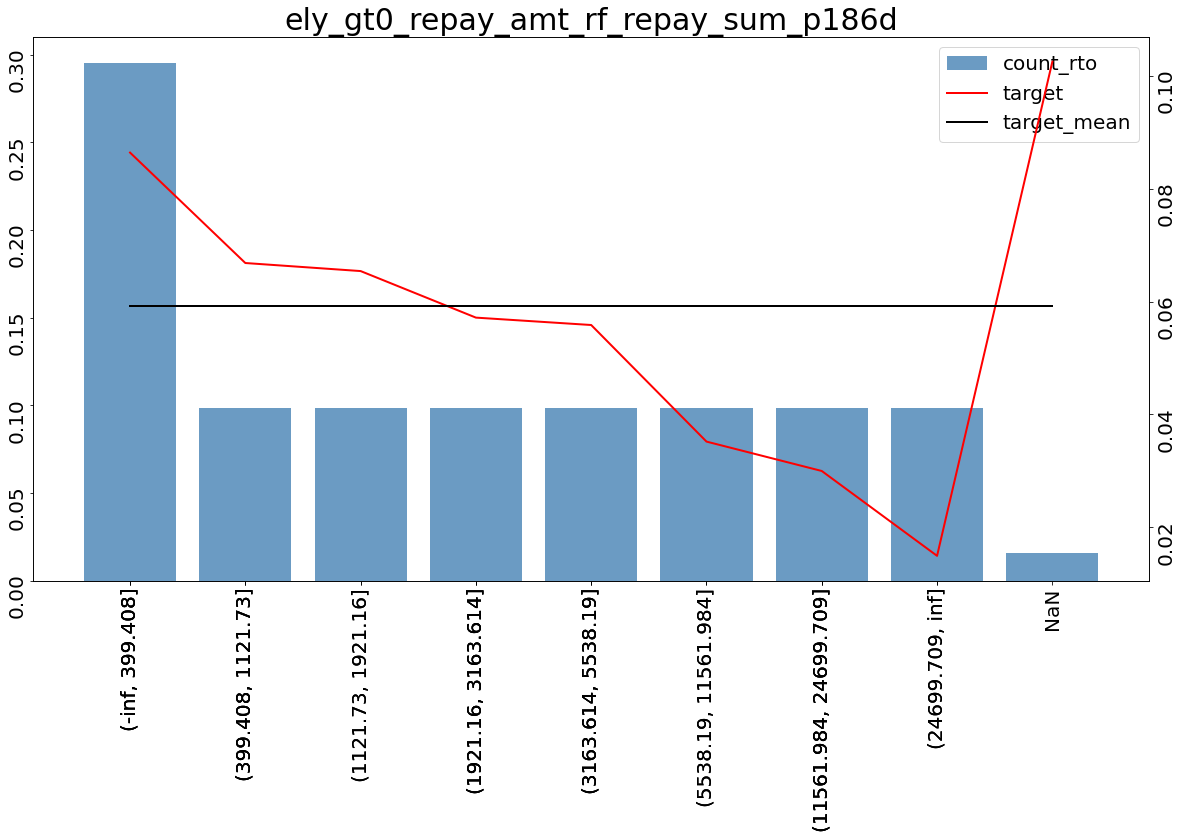 ely_gt0_repay_amt_rf_repay_sum_p186d
count_rto
target
target_mean
0.30
0.25
0.20
0.15
0.10
0.05
0.00
0.10
0.08
0.06
0.04
0.02
(-inf, 399.408]
(399.408, 1121.73]
(1121.73, 1921.16]
(1921.16, 3163.614]
(3163.614, 5538.19]
(5538.19, 11561.984]
(11561.984, 24699.709]
(24699.709, inf]
NaN